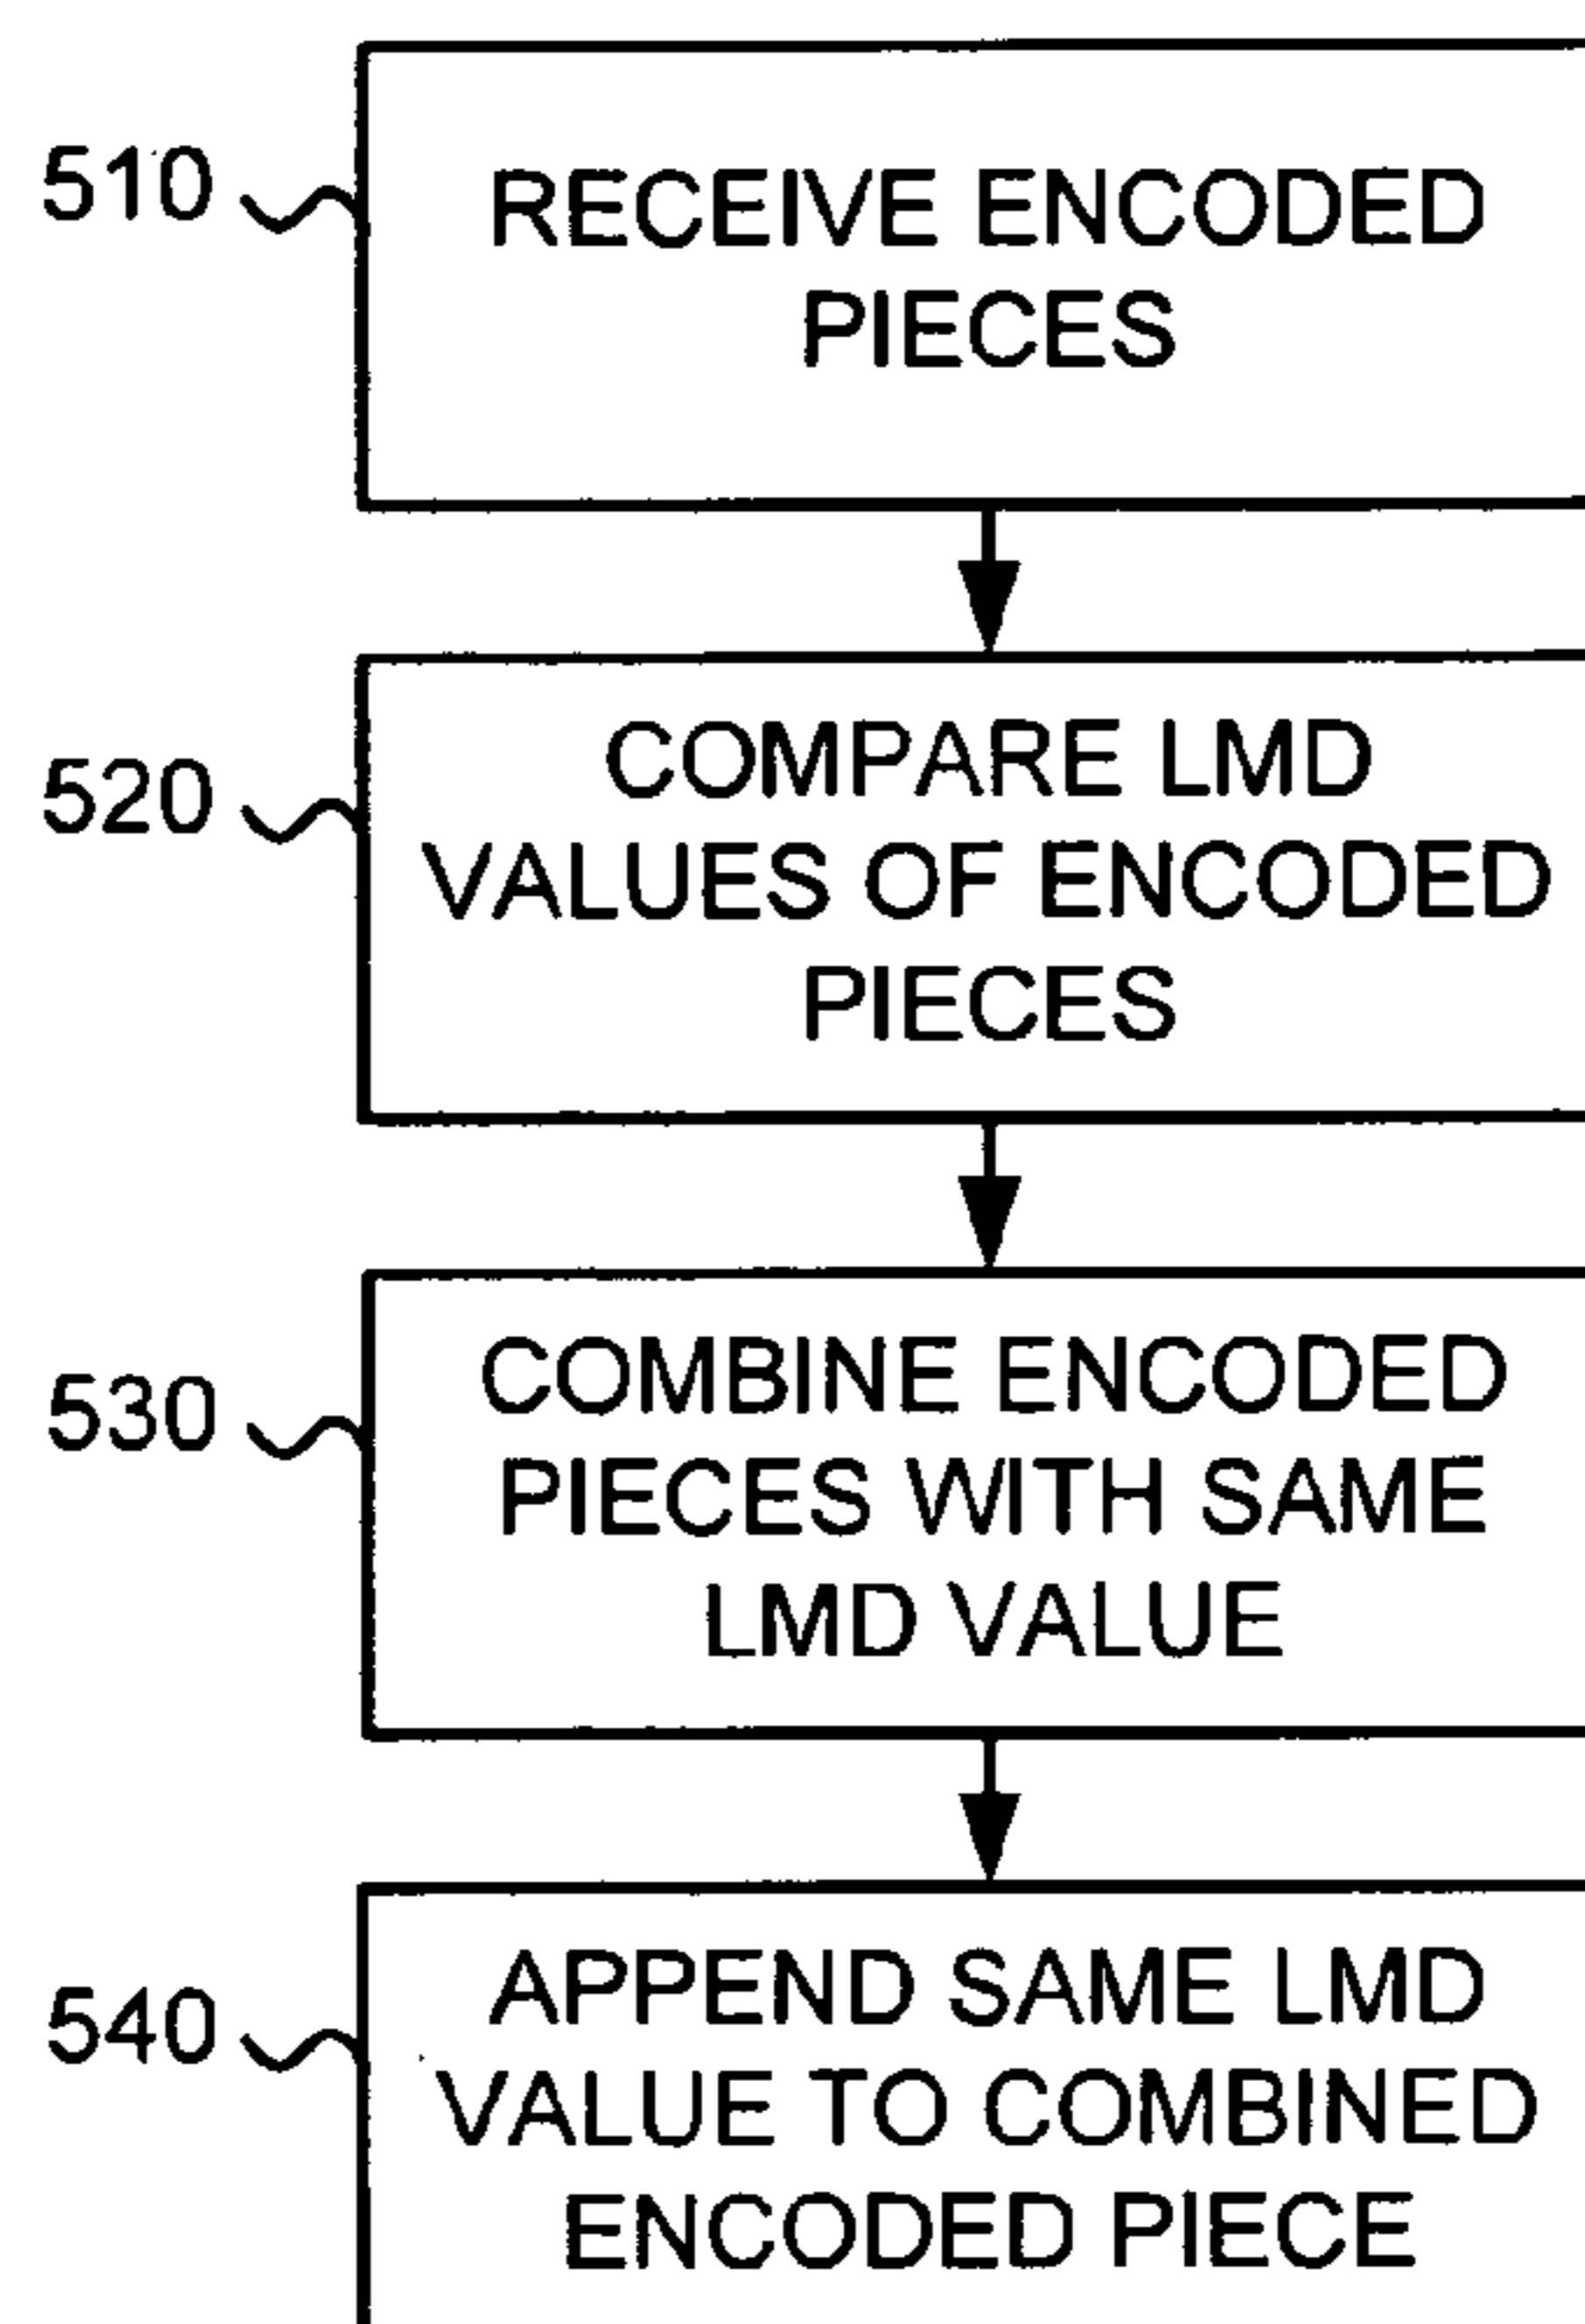 510
RECEIVE ENCODED
PIECES
520
COMPARE LMD
VALUES OF ENCODED
PIECES
530
COMBINE ENCODED
PIECES WITH SAME
LMD VALUE
540
APPEND SAME LMD
VALUE TO COMBINED
ENCODED PIECE